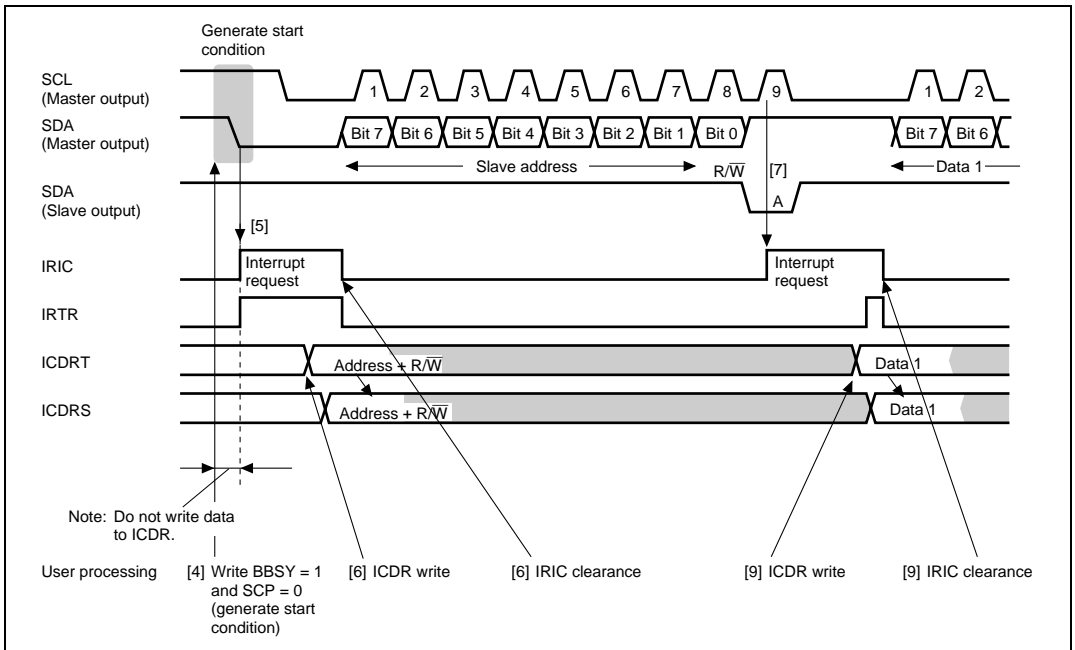 Generate start
condition
SCL
(Master output)
1 2 3 4 5 6 7 8 9 1 2
SDA
(Master output)
Bit 7 Bit 6 Bit 5 Bit 4 Bit 3 Bit 2 Bit 1 Bit 0 Bit 7 Bit 6
Slave address R/W̅ [7] Data 1
SDA
(Slave output)
A
[5]
IRIC
Interrupt
request
Interrupt
request
IRTR
ICDRT
Address + R/W̅
Data 1
ICDRS
Address + R/W̅
Data 1
Note: Do not write data
to ICDR.
User processing
[4] Write BBSY = 1
and SCP = 0
(generate start
condition)
[6] ICDR write
[6] IRIC clearance
[9] ICDR write
[9] IRIC clearance